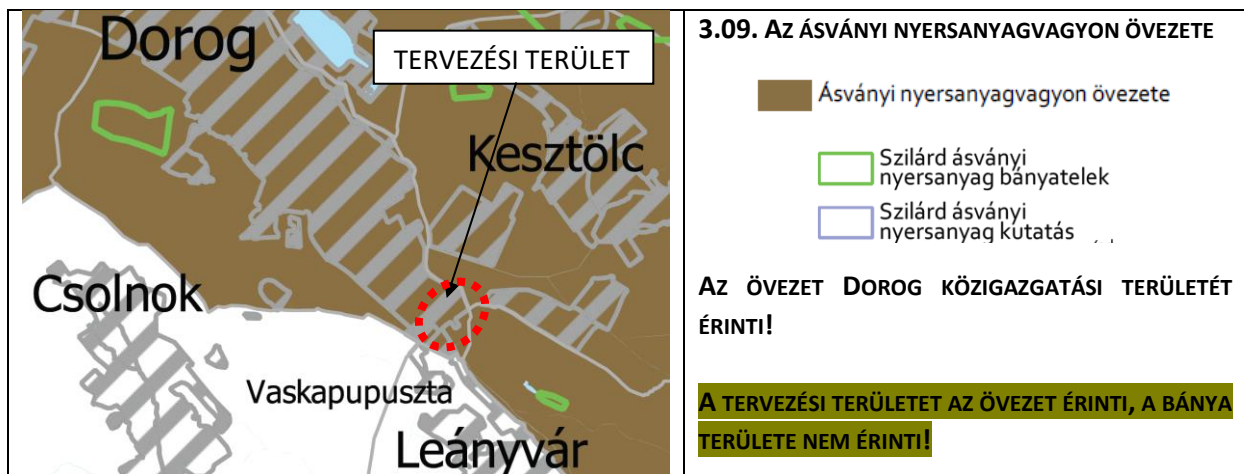 Dorog
TERVEZÉSI TERÜLET
Kesztölc
Csolnok
Vaskapupuszta
Leányvár
3.09. AZ ÁSVÁNYI NYERSANYAGVAGYON ÖVEZETE
Ásványi nyersanyagvagyon övezete
Szilárd ásványi
nyersanyag bányatelek
Szilárd ásványi
nyersanyag kutatás
AZ ÖVEZET DOROG KÖZIGAZGATÁSI TERÜLETÉT
ÉRINTI!
A TERVEZÉSI TERÜLETET AZ ÖVEZET ÉRINTI, A BÁNYA
TERÜLETE NEM ÉRINTI!